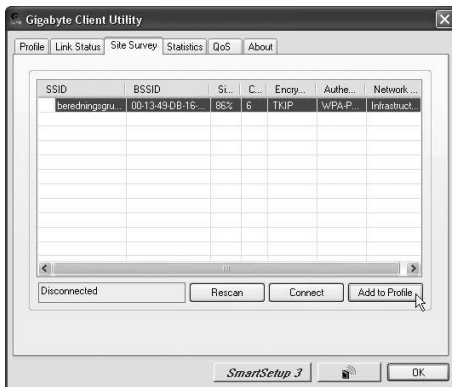 Gigabyte Client Utility
Profile Link Status Site Survey Statistics QoS About
SSID BSSID Si... C... Encry... Authe... Network ...
beredningsgru... 00-13-49-DB-16-... 86% 6 TKIP WPA-P... Infrastruct...
Disconnected Rescan Connect Add to Profile
SmartSetup 3 OK